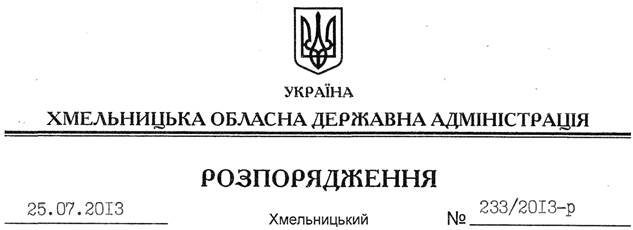 УКРАЇНА
ХМЕЛЬНИЦЬКА ОБЛАСНА ДЕРЖАВНА АДМІНІСТРАЦІЯ
РОЗПОРЯДЖЕННЯ
25.07.2013 Хмельницький № 233/2013-р